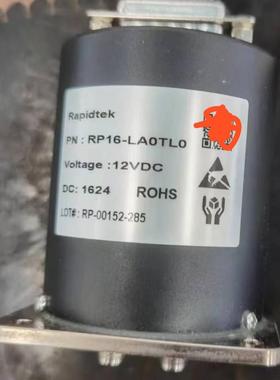 Rapidtek
PN : RP16-LA0TL0
Voltage :12VDC
DC: 1624 ROHS
LOT#: RP-00152-285